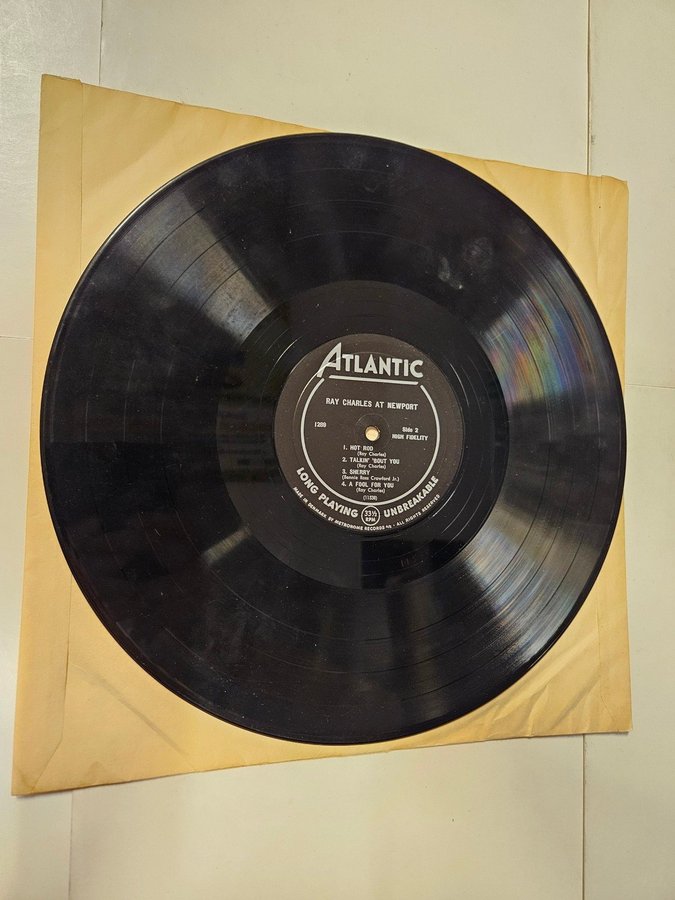 ATLANTIC
RAY CHARLES AT NEWPORT
1289 Side 2
HIGH FIDELITY
1. HOT ROD
(Ray Charles)
2. TALKIN' 'BOUT YOU
(Ray Charles)
3. SHERRY
(Bennie Ross Crawford Jr.)
4. A FOOL FOR YOU
(Ray Charles)
(11539)
LONG PLAYING 33⅓ RPM UNBREAKABLE
MADE IN DENMARK BY METRONOME RECORDS · ALL RIGHTS RESERVED